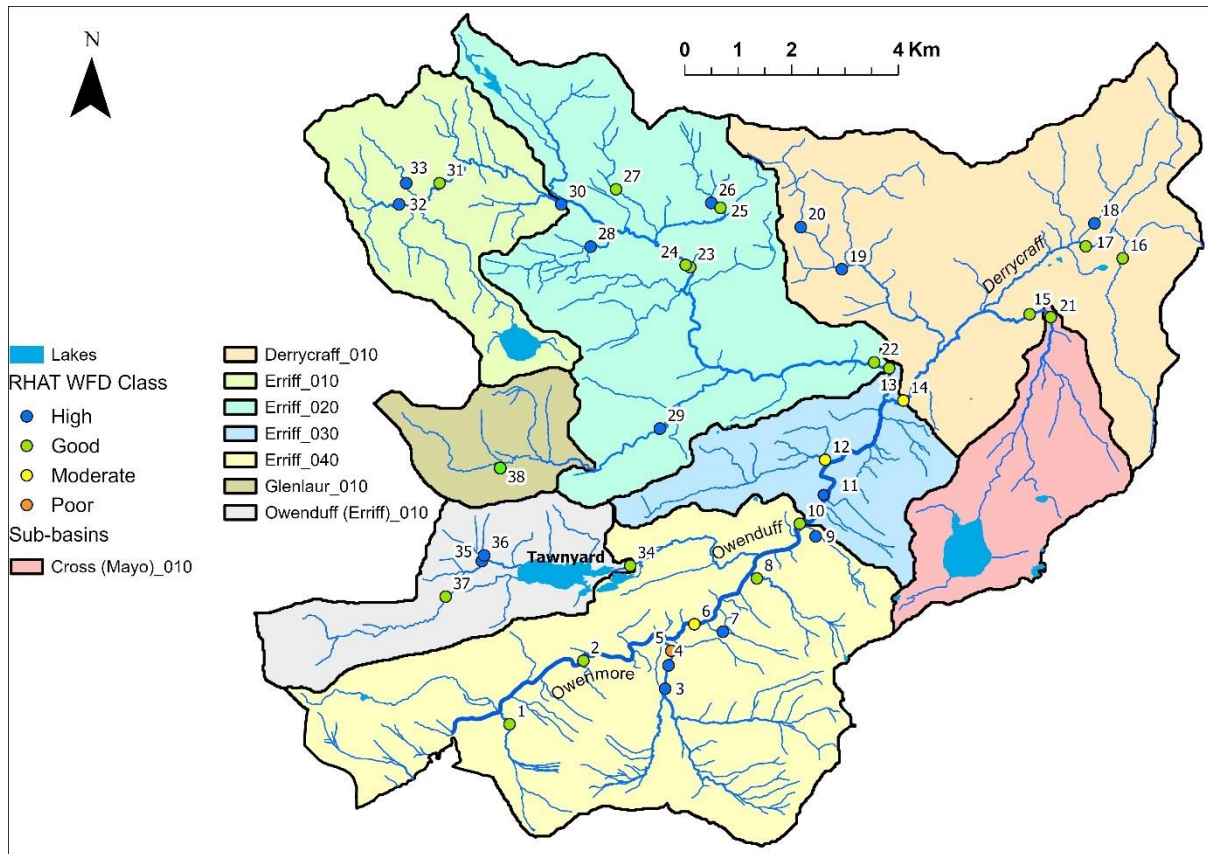 N
0 1 2 4 Km
33
31
32
30
27
26
25
28
24 23
20
19
18
17
16
Derrycraff
15 21
22
13 14
29
12
11
10
9
38
Lakes
RHAT WFD Class
High
Good
Moderate
Poor
Sub-basins
Cross (Mayo)_010
Derrycraff_010
Erriff_010
Erriff_020
Erriff_030
Erriff_040
Glenlaur_010
Owenduff (Erriff)_010
35 36
Tawnyard
34
37
Owenduff
8
6
7
5
4
3
2
Owenmore
1